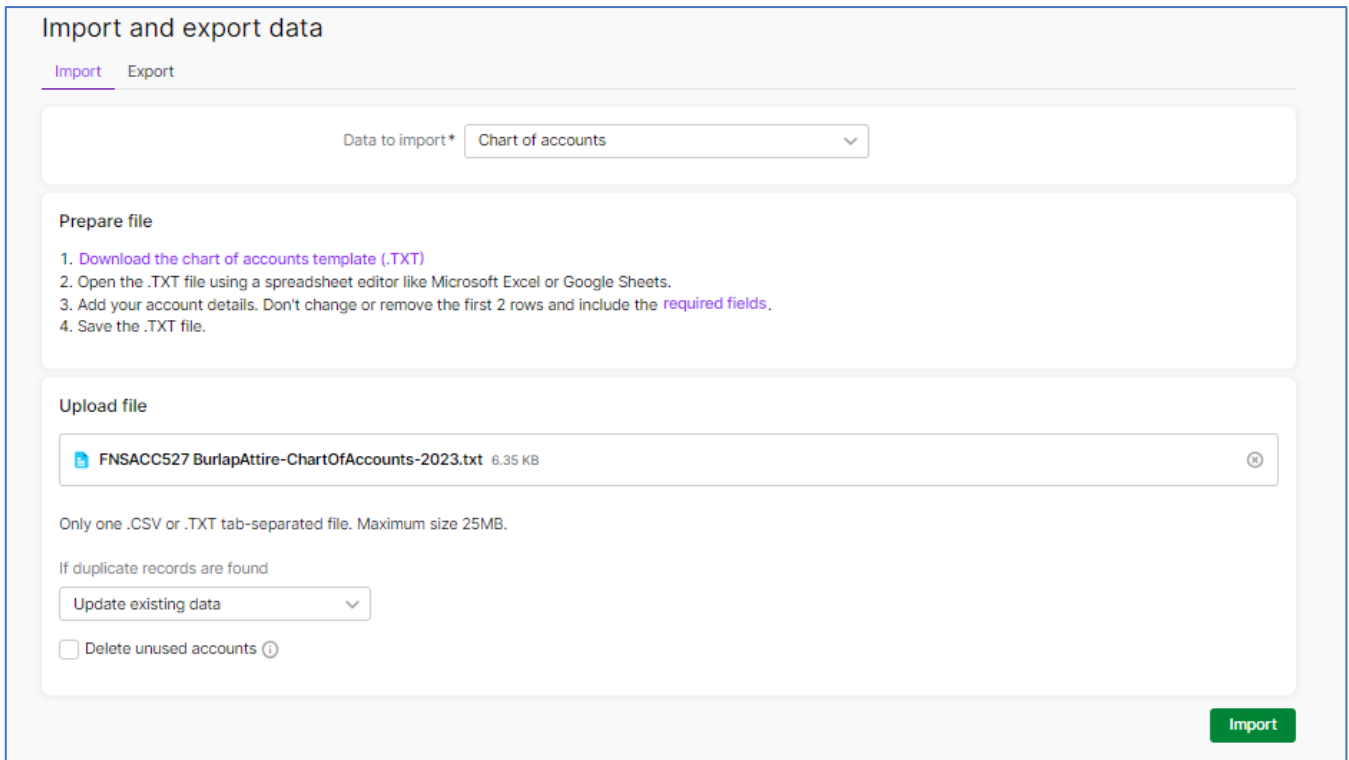 Import and export data
Import Export
Data to import* Chart of accounts
Prepare file
1. Download the chart of accounts template (.TXT)
2. Open the .TXT file using a spreadsheet editor like Microsoft Excel or Google Sheets.
3. Add your account details. Don't change or remove the first 2 rows and include the required fields.
4. Save the .TXT file.
Upload file
FNSACC527 BurlapAttire-ChartOfAccounts-2023.txt 6.35 KB
Only one .CSV or .TXT tab-separated file. Maximum size 25MB.
If duplicate records are found
Update existing data
Delete unused accounts
Import